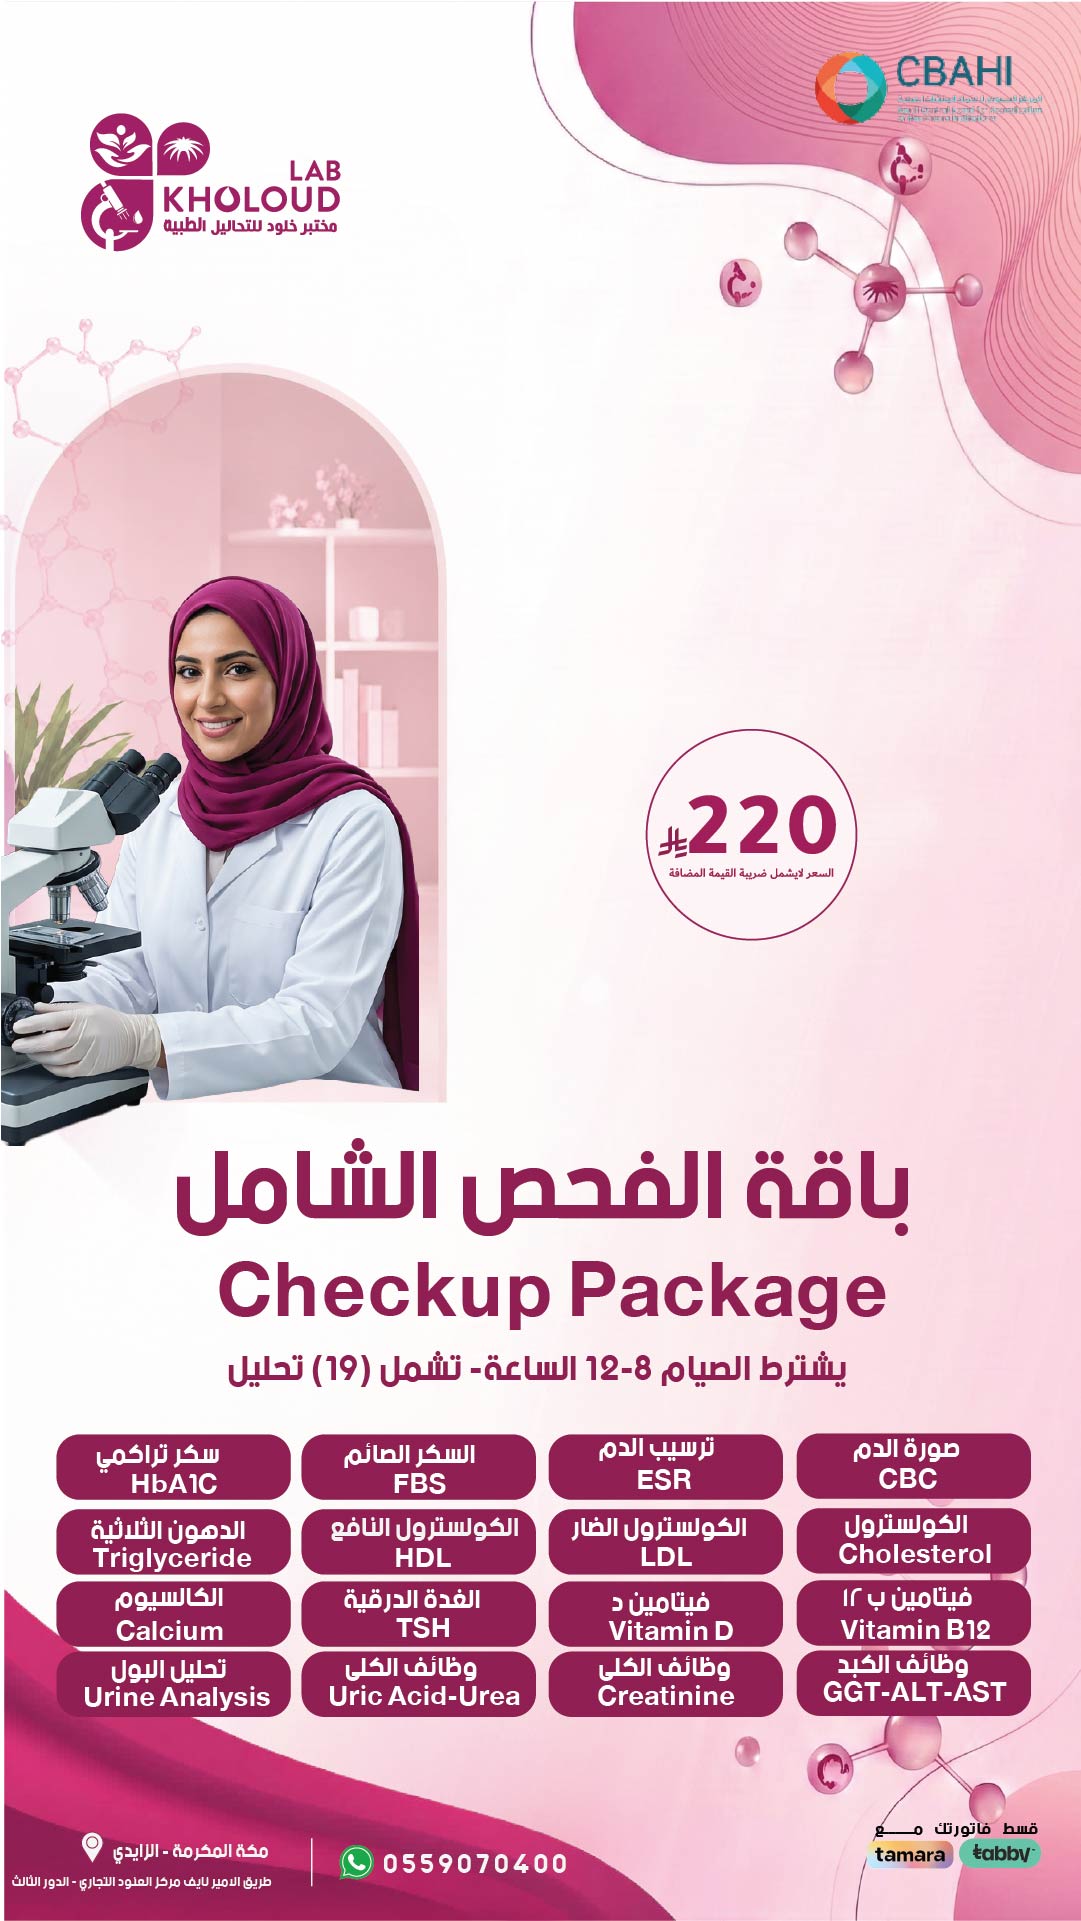 CBAHI
LAB
KHOLOUD
مختبر خلود للتحاليل الطبية
220
السعر لايشمل ضريبة القيمة المضافة
باقة الفحص الشامل
Checkup Package
يشترط الصيام 8-12 الساعة- تشمل (19) تحليل
صورة الدم
CBC
ترسيب الدم
ESR
السكر الصائم
FBS
سكر تراكمي
HbA1C
الكولسترول
Cholesterol
الكولسترول الضار
LDL
الكولسترول النافع
HDL
الدهون الثلاثية
Triglyceride
فيتامين ب ١٢
Vitamin B12
فيتامين د
Vitamin D
الغدة الدرقية
TSH
الكالسيوم
Calcium
وظائف الكبد
GGT-ALT-AST
وظائف الكلى
Creatinine
وظائف الكلى
Uric Acid-Urea
تحليل البول
Urine Analysis
قسط فاتورتك مـــع
tabby
tamara
0559070400
مكة المكرمة - الزايدي
طريق الامير نايف مركز العنود التجاري - الدور الثالث